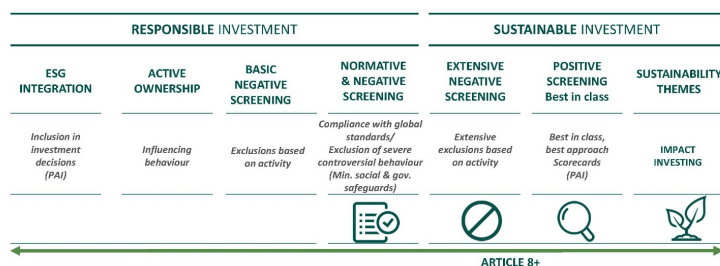 RESPONSIBLE INVESTMENT
SUSTAINABLE INVESTMENT
ESG
INTEGRATION
ACTIVE
OWNERSHIP
BASIC
NEGATIVE
SCREENING
NORMATIVE
& NEGATIVE
SCREENING
EXTENSIVE
NEGATIVE
SCREENING
POSITIVE
SCREENING
Best in class
SUSTAINABILITY
THEMES
Inclusion in
investment
decisions
(PAI)
Influencing
behaviour
Exclusions based
on activity
Compliance with global
standards/
Exclusion of severe
controversial behaviour
(Min. social & gov.
safeguards)
Extensive
exclusions based
on activity
Best in class,
best approach
Scorecards
(PAI)
IMPACT
INVESTING
ARTICLE 8+